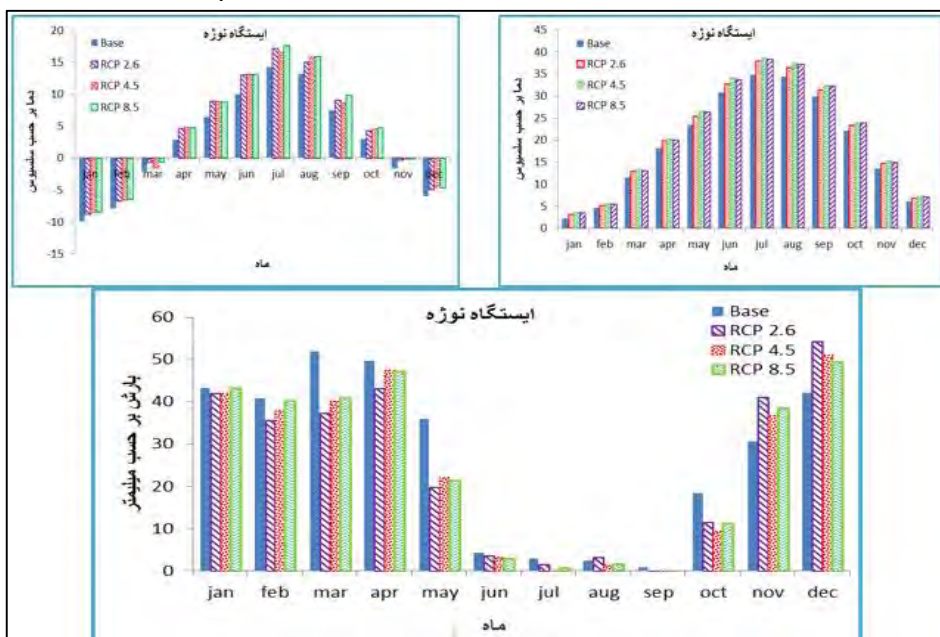 ایستگاه نوژه
Base
RCP 2.6
RCP 4.5
RCP 8.5
دما بر حسب سلسیوس
20
15
10
5
0
-5
-10
-15
jan feb mar apr may jun jul aug sep oct nov dec
ماه
ایستگاه نوژه
Base
RCP 2.6
RCP 4.5
RCP 8.5
دما بر حسب سلسیوس
45
40
35
30
25
20
15
10
5
0
jan feb mar apr may jun jul aug sep oct nov dec
ماه
ایستگاه نوژه
Base
RCP 2.6
RCP 4.5
RCP 8.5
بارش بر حسب میلیمتر
60
50
40
30
20
10
0
jan feb mar apr may jun jul aug sep oct nov dec
ماه